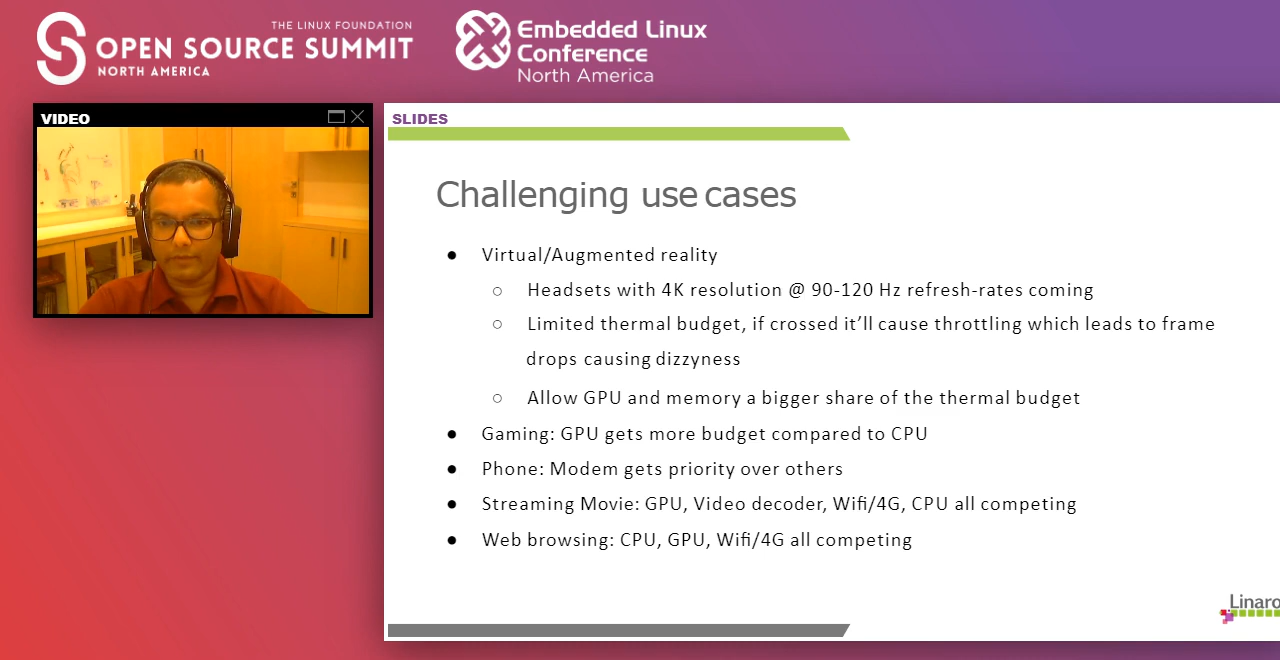 THE LINUX FOUNDATION
OPEN SOURCE SUMMIT
NORTH AMERICA
Embedded Linux
Conference
North America
VIDEO
SLIDES
Challenging use cases
● Virtual/Augmented reality
○ Headsets with 4K resolution @ 90-120 Hz refresh-rates coming
○ Limited thermal budget, if crossed it’ll cause throttling which leads to frame
drops causing dizzyness
○ Allow GPU and memory a bigger share of the thermal budget
● Gaming: GPU gets more budget compared to CPU
● Phone: Modem gets priority over others
● Streaming Movie: GPU, Video decoder, Wifi/4G, CPU all competing
● Web browsing: CPU, GPU, Wifi/4G all competing
Linaro